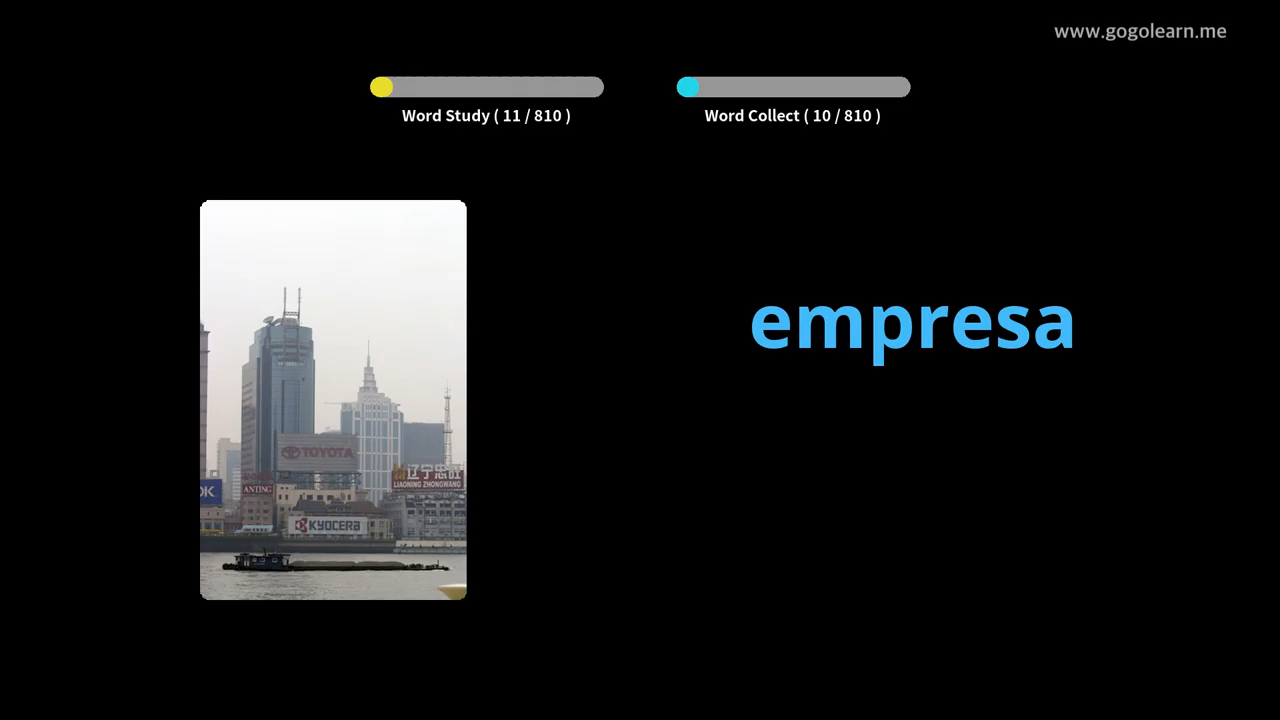 www.gogolearn.me
Word Study ( 11 / 810 )
Word Collect ( 10 / 810 )
empresa
TOYOTA
辽宁忠旺
LIAONING ZHONGWANG
ANTING
OK
KYOCERA